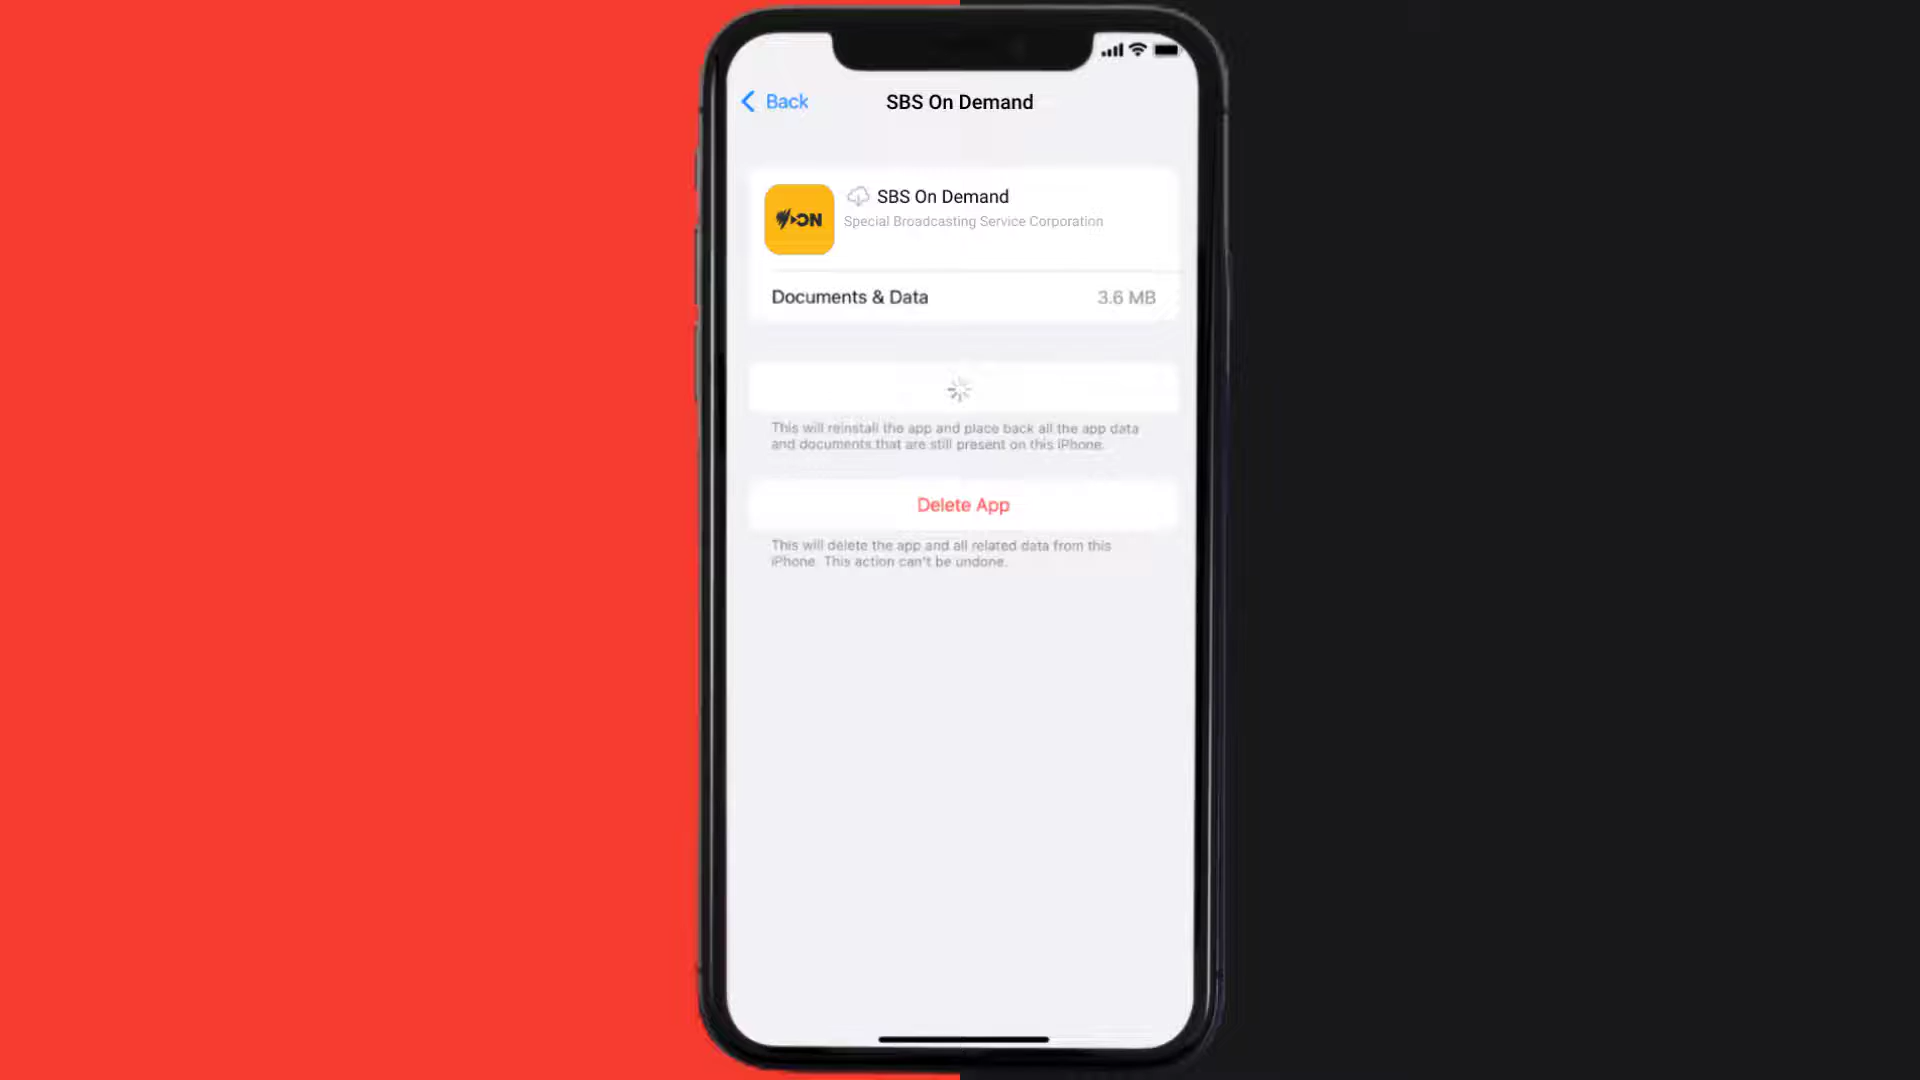 Back
SBS On Demand
ON
SBS On Demand
Special Broadcasting Service Corporation
Documents & Data 3.6 MB
This will reinstall the app and place back all the app data
and documents that are still present on this iPhone.
Delete App
This will delete the app and all related data from this
iPhone. This action can't be undone.